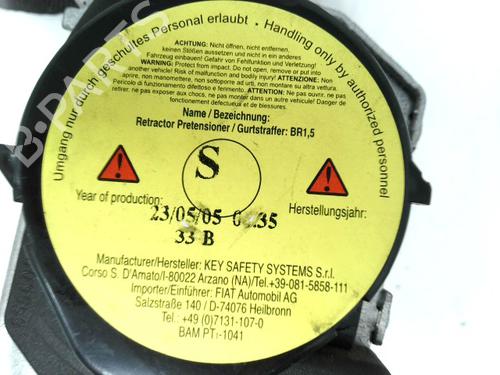 Umgang nur durch geschultes Personal erlaubt • Handling only by authorized personnel
ACHTUNG: Nicht öffnen, nicht entfernen,
keinen Stößen aussetzen und nicht in ein anderes
Fahrzeug einbauen! Gefahr von Fehlfunktion und Verletzung!
WARNING: Protect from impact. Do not open, remove or put into
another vehicle! Risk of malfunction and bodily injury! ATTENZIONE: Non
aprire, non manomettere, non sottoporre ad urti, non montare su altra vettura!
Pericolo di funzionamento difettoso e ferimento. ATTENTION: Ne pas ouvrir, ne pas
retirer, ne pas exposer aux chocs, ne pas monter dans un autre véhicule! Danger de
fonctionnement defectueux et de blessures.
Name / Bezeichnung:
Retractor Pretensioner / Gurtstraffer: BR1,5
S
Year of production:
Herstellungsjahr:
23/05/05
33 B
Manufacturer/Hersteller: KEY SAFETY SYSTEMS S.r.l.
Corso S. D'Amato/I-80022 Arzano (NA)/Tel.+39-081-5858-111
Importer/Einführer: FIAT Automobil AG
Salzstraße 140 / D-74076 Heilbronn
Tel.: +49 (0)7131-107-0
BAM PT1-1041
B-PARTS